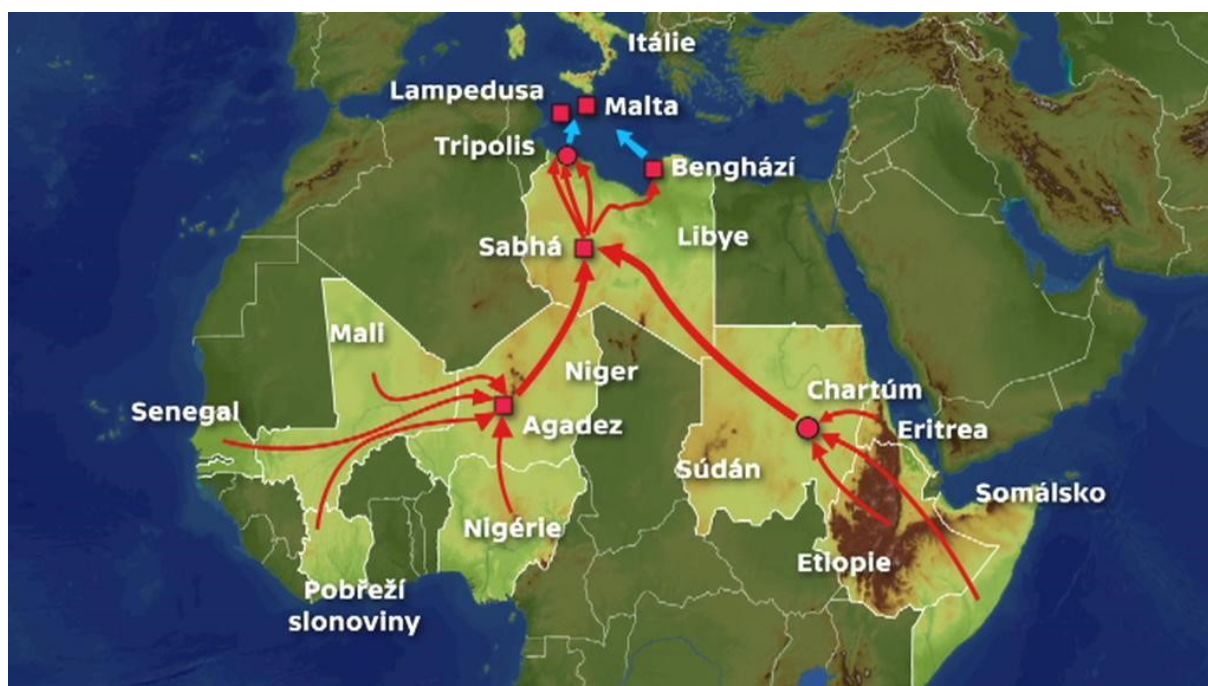 Itálie
Lampedusa
Malta
Tripolis
Benghází
Sabhá
Libye
Mali
Niger
Chartúm
Senegal
Agadez
Eritrea
Súdán
Somálsko
Nigérie
Etiopie
Pobřeží
slonoviny